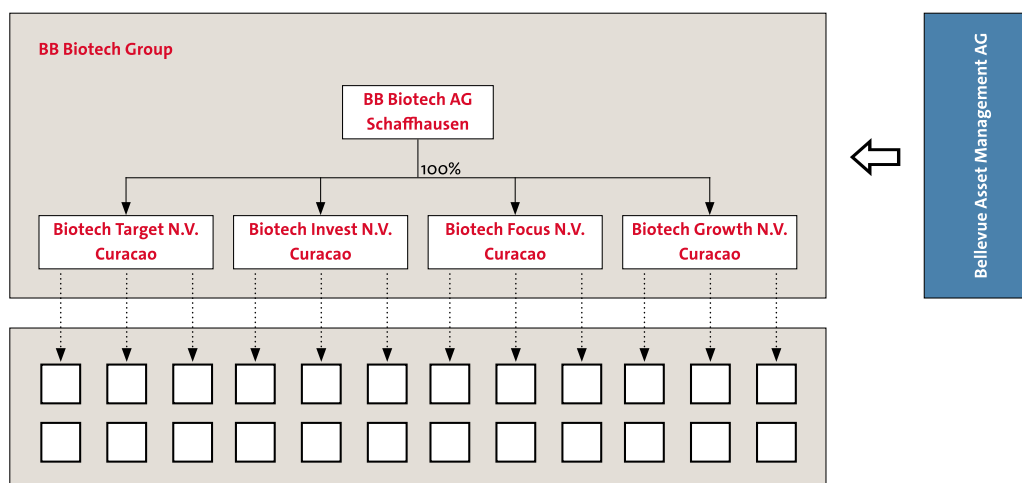 BB Biotech Group
BB Biotech AG
Schaffhausen
100%
Biotech Target N.V.
Curacao
Biotech Invest N.V.
Curacao
Biotech Focus N.V.
Curacao
Biotech Growth N.V.
Curacao
Bellevue Asset Management AG